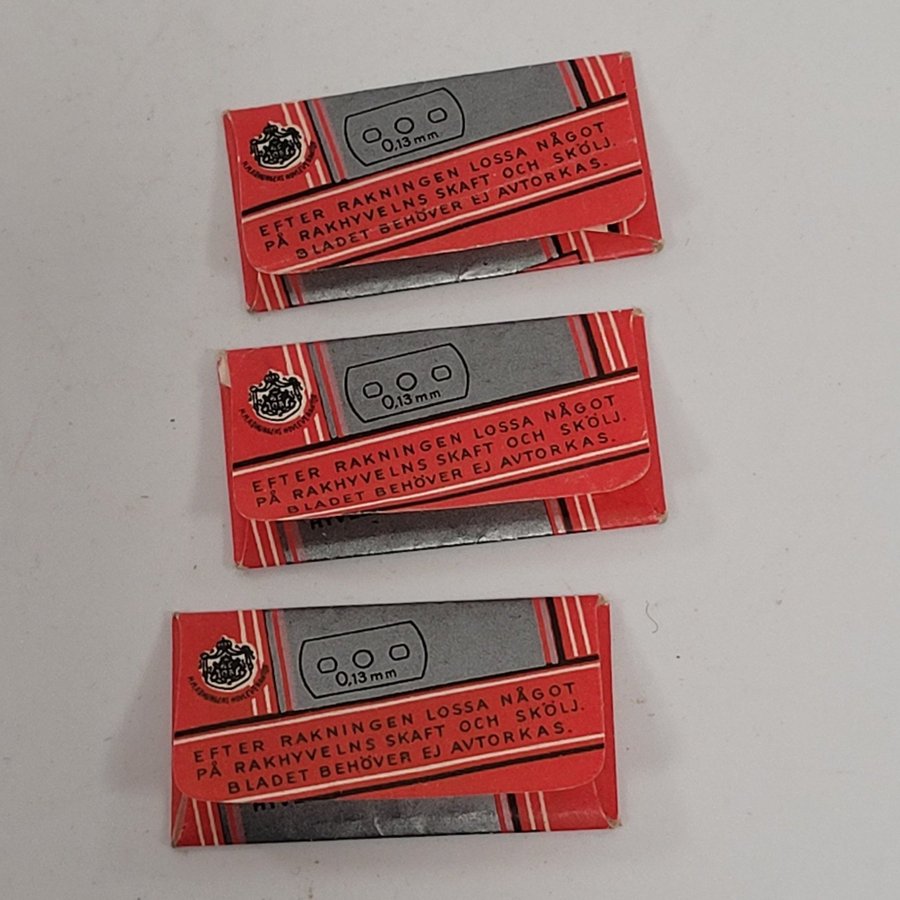 0,13 mm
EFTER RAKNINGEN LOSSA NÅGOT
PÅ RAKHYVELNS SKAFT OCH SKÖLJ.
BLADET BEHÖVER EJ AVTORKAS.
0,13 mm
EFTER RAKNINGEN LOSSA NÅGOT
PÅ RAKHYVELNS SKAFT OCH SKÖLJ.
BLADET BEHÖVER EJ AVTORKAS.
0,13 mm
EFTER RAKNINGEN LOSSA NÅGOT
PÅ RAKHYVELNS SKAFT OCH SKÖLJ.
BLADET BEHÖVER EJ AVTORKAS.